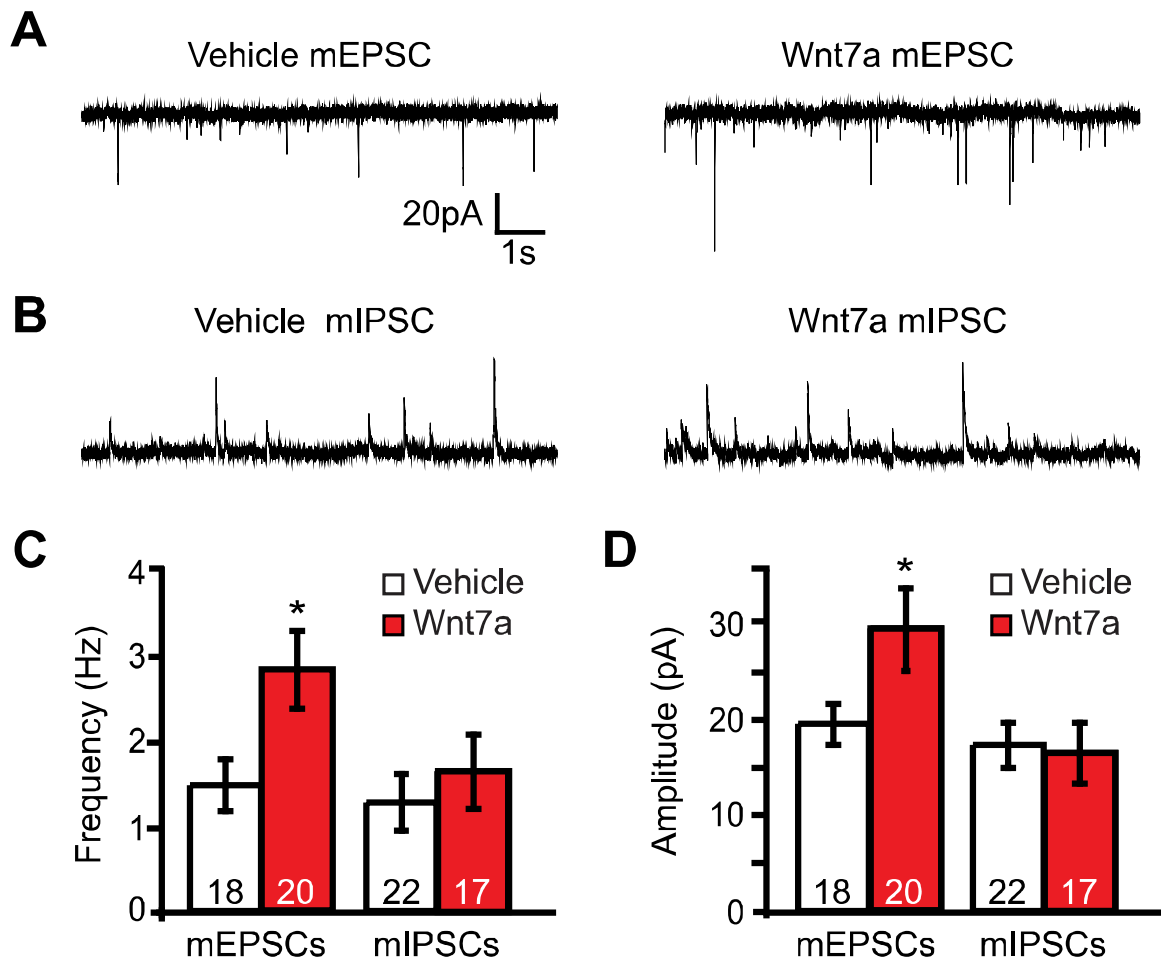 A
Vehicle mEPSC
Wnt7a mEPSC
20pA
1s
B
Vehicle mIPSC
Wnt7a mIPSC
C
Frequency (Hz)
4
3
2
1
0
Vehicle
Wnt7a
*
18
20
22
17
mEPSCs
mIPSCs
D
Amplitude (pA)
30
20
10
0
Vehicle
Wnt7a
*
18
20
22
17
mEPSCs
mIPSCs